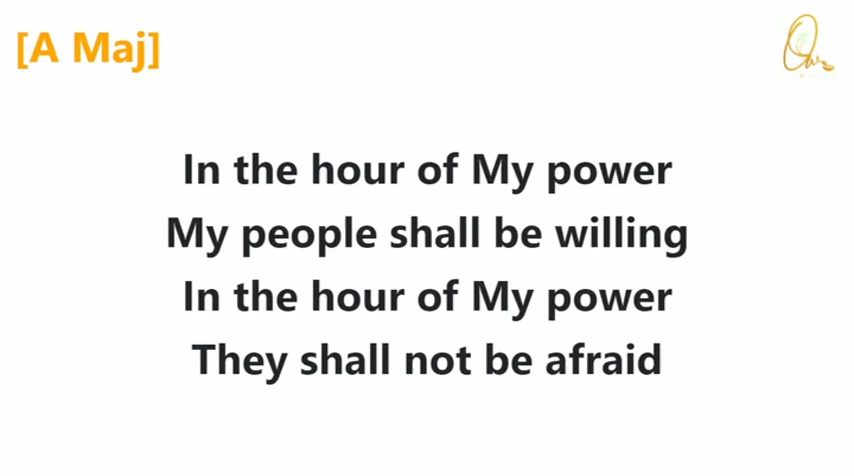 [A Maj]
In the hour of My power
My people shall be willing
In the hour of My power
They shall not be afraid